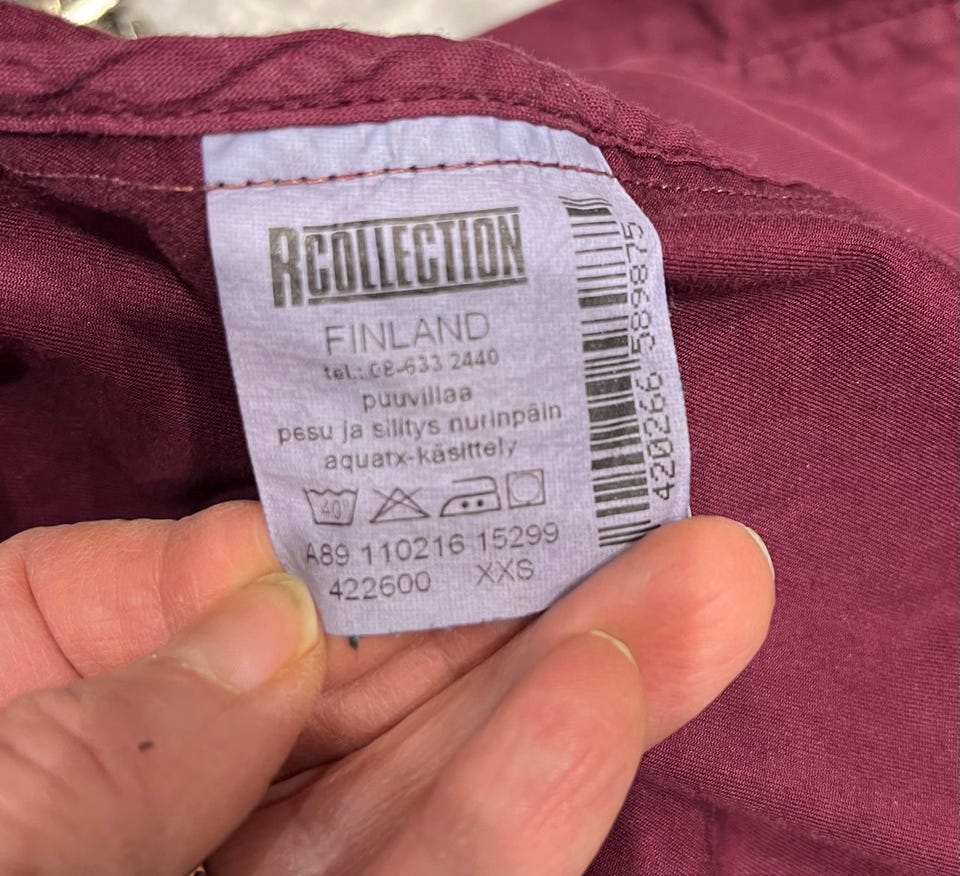 RCOLLECTION
FINLAND
tel.: 08-633 2440
puuvillaa
pesu ja silitys nurinpäin
aquatx-käsittely
40°
A89 110216 15299
422600 XXS
420266 589875